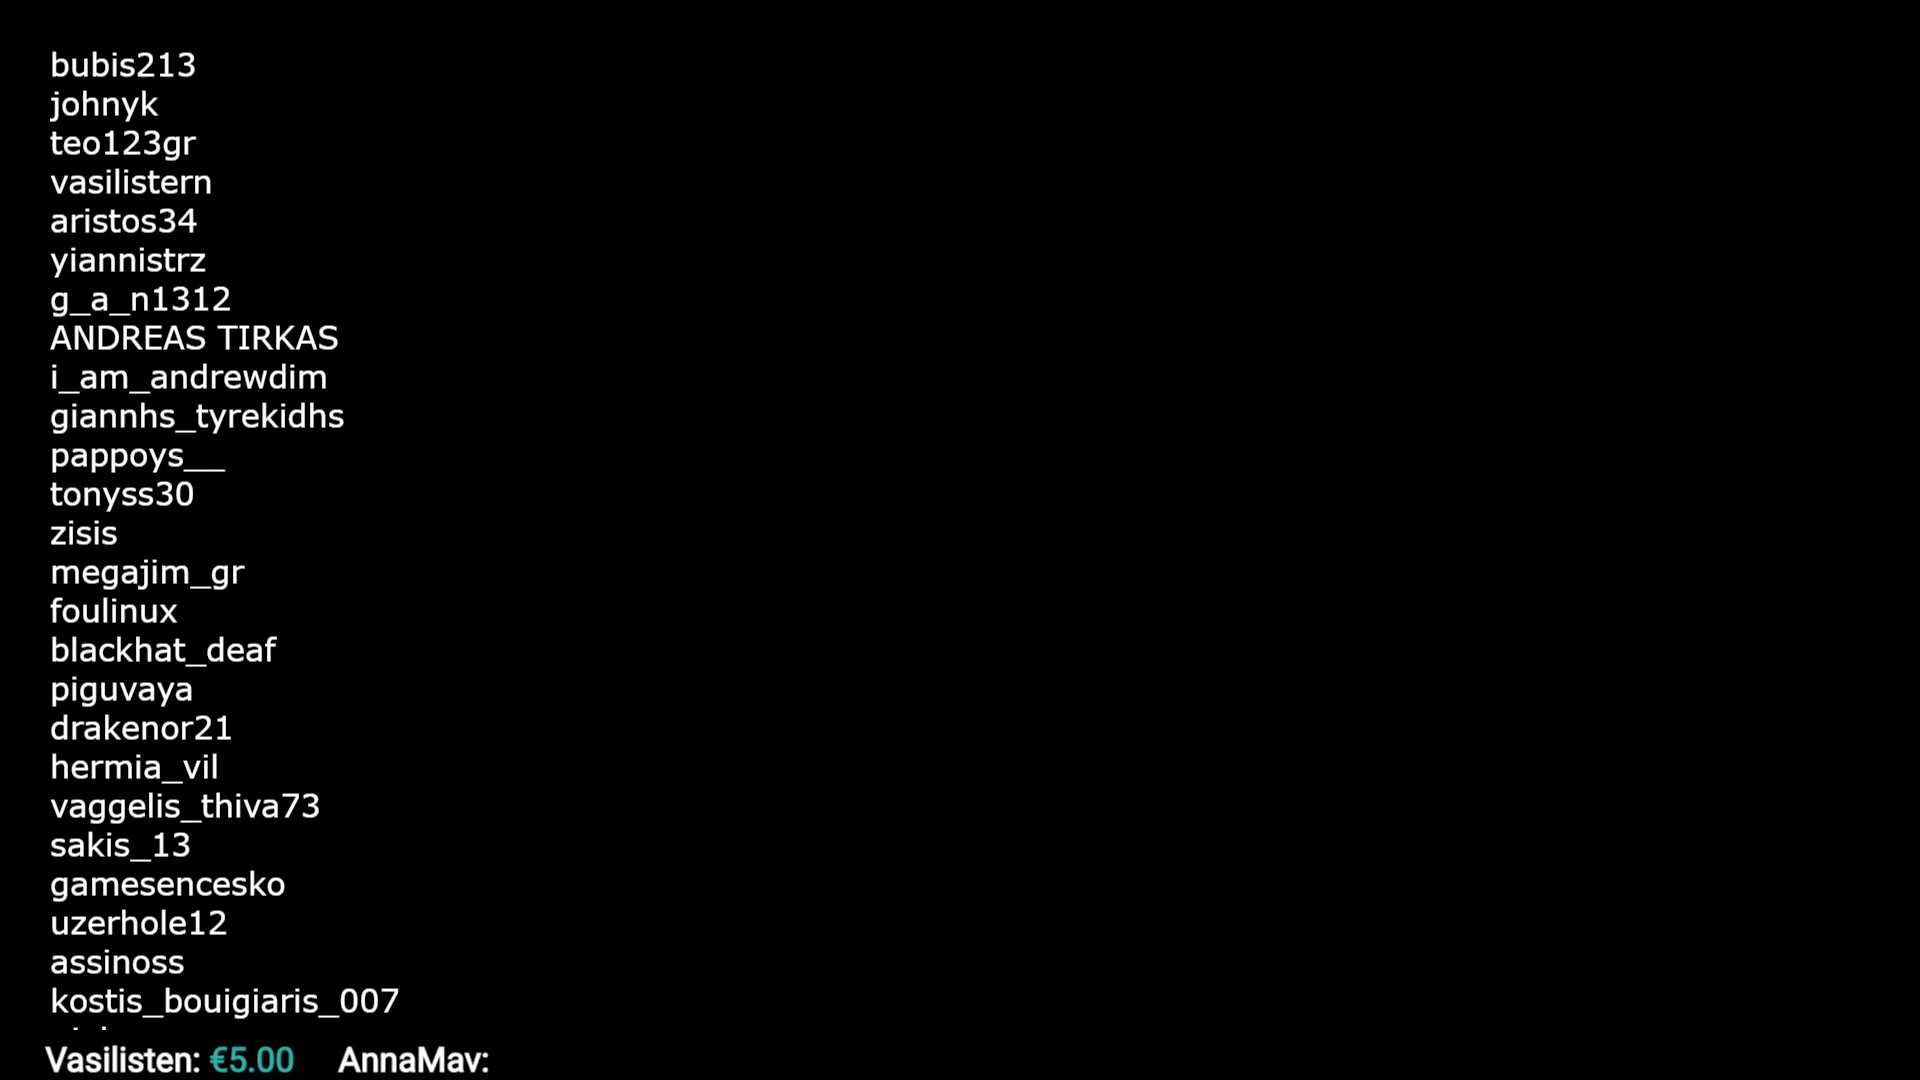 bubis213
johnyk
teo123gr
vasilistern
aristos34
yiannistrz
g_a_n1312
ANDREAS TIRKAS
i_am_andrewdim
giannhs_tyrekidhs
pappoys__
tonyss30
zisis
megajim_gr
foulinux
blackhat_deaf
piguvaya
drakenor21
hermia_vil
vaggelis_thiva73
sakis_13
gamesencesko
uzerhole12
assinoss
kostis_bouigiaris_007
Vasilisten: €5.00 AnnaMav: